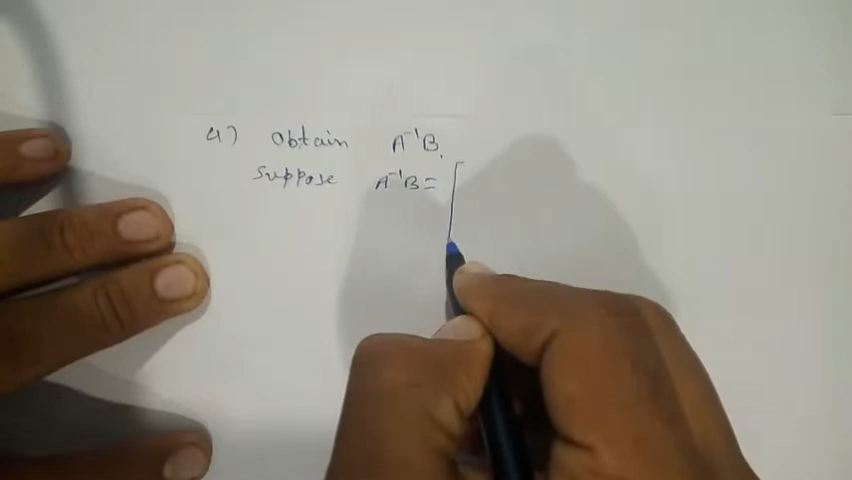 4) Obtain A⁻¹B.
Suppose A⁻¹B = [